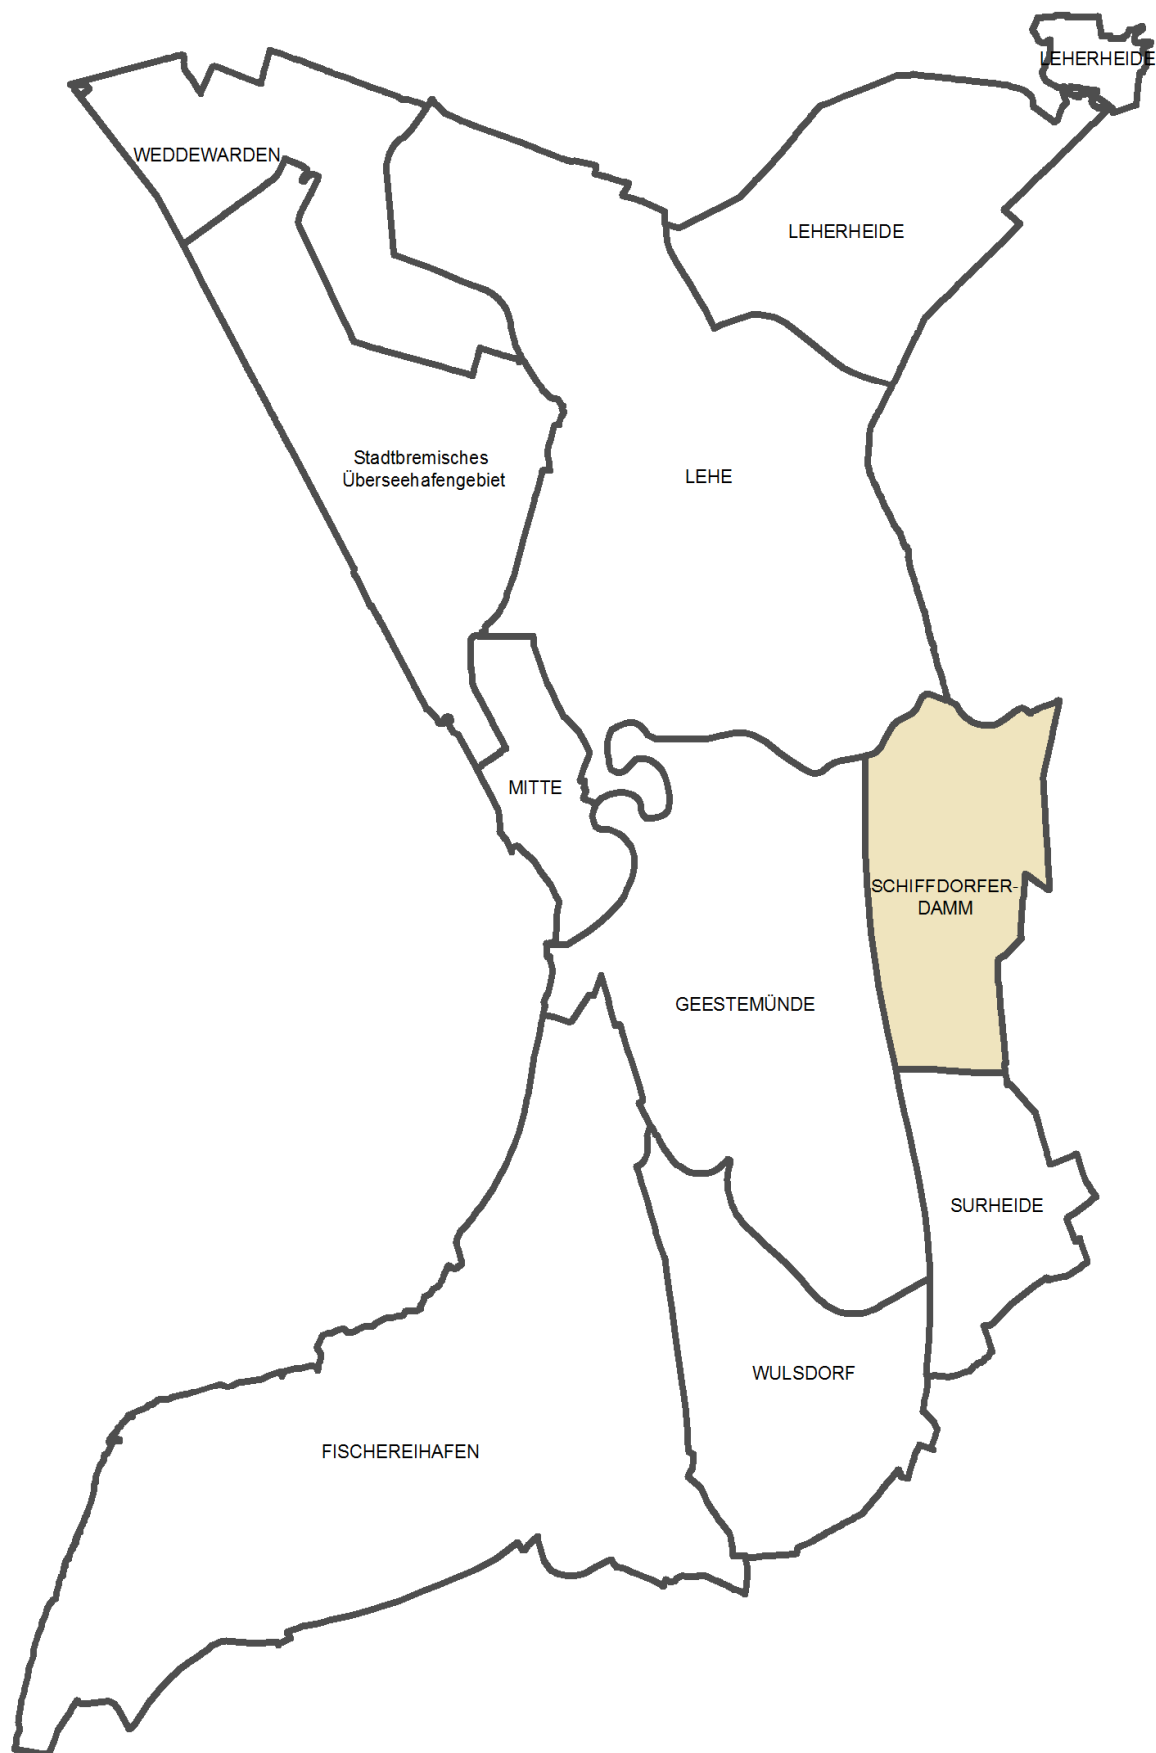 LEHERHEIDE
WEDDEWARDEN
LEHERHEIDE
Stadtbremisches
Überseehafengebiet
LEHE
MITTE
SCHIFFDORFER-
DAMM
GEESTEMÜNDE
SURHEIDE
WULSDORF
FISCHEREIHAFEN